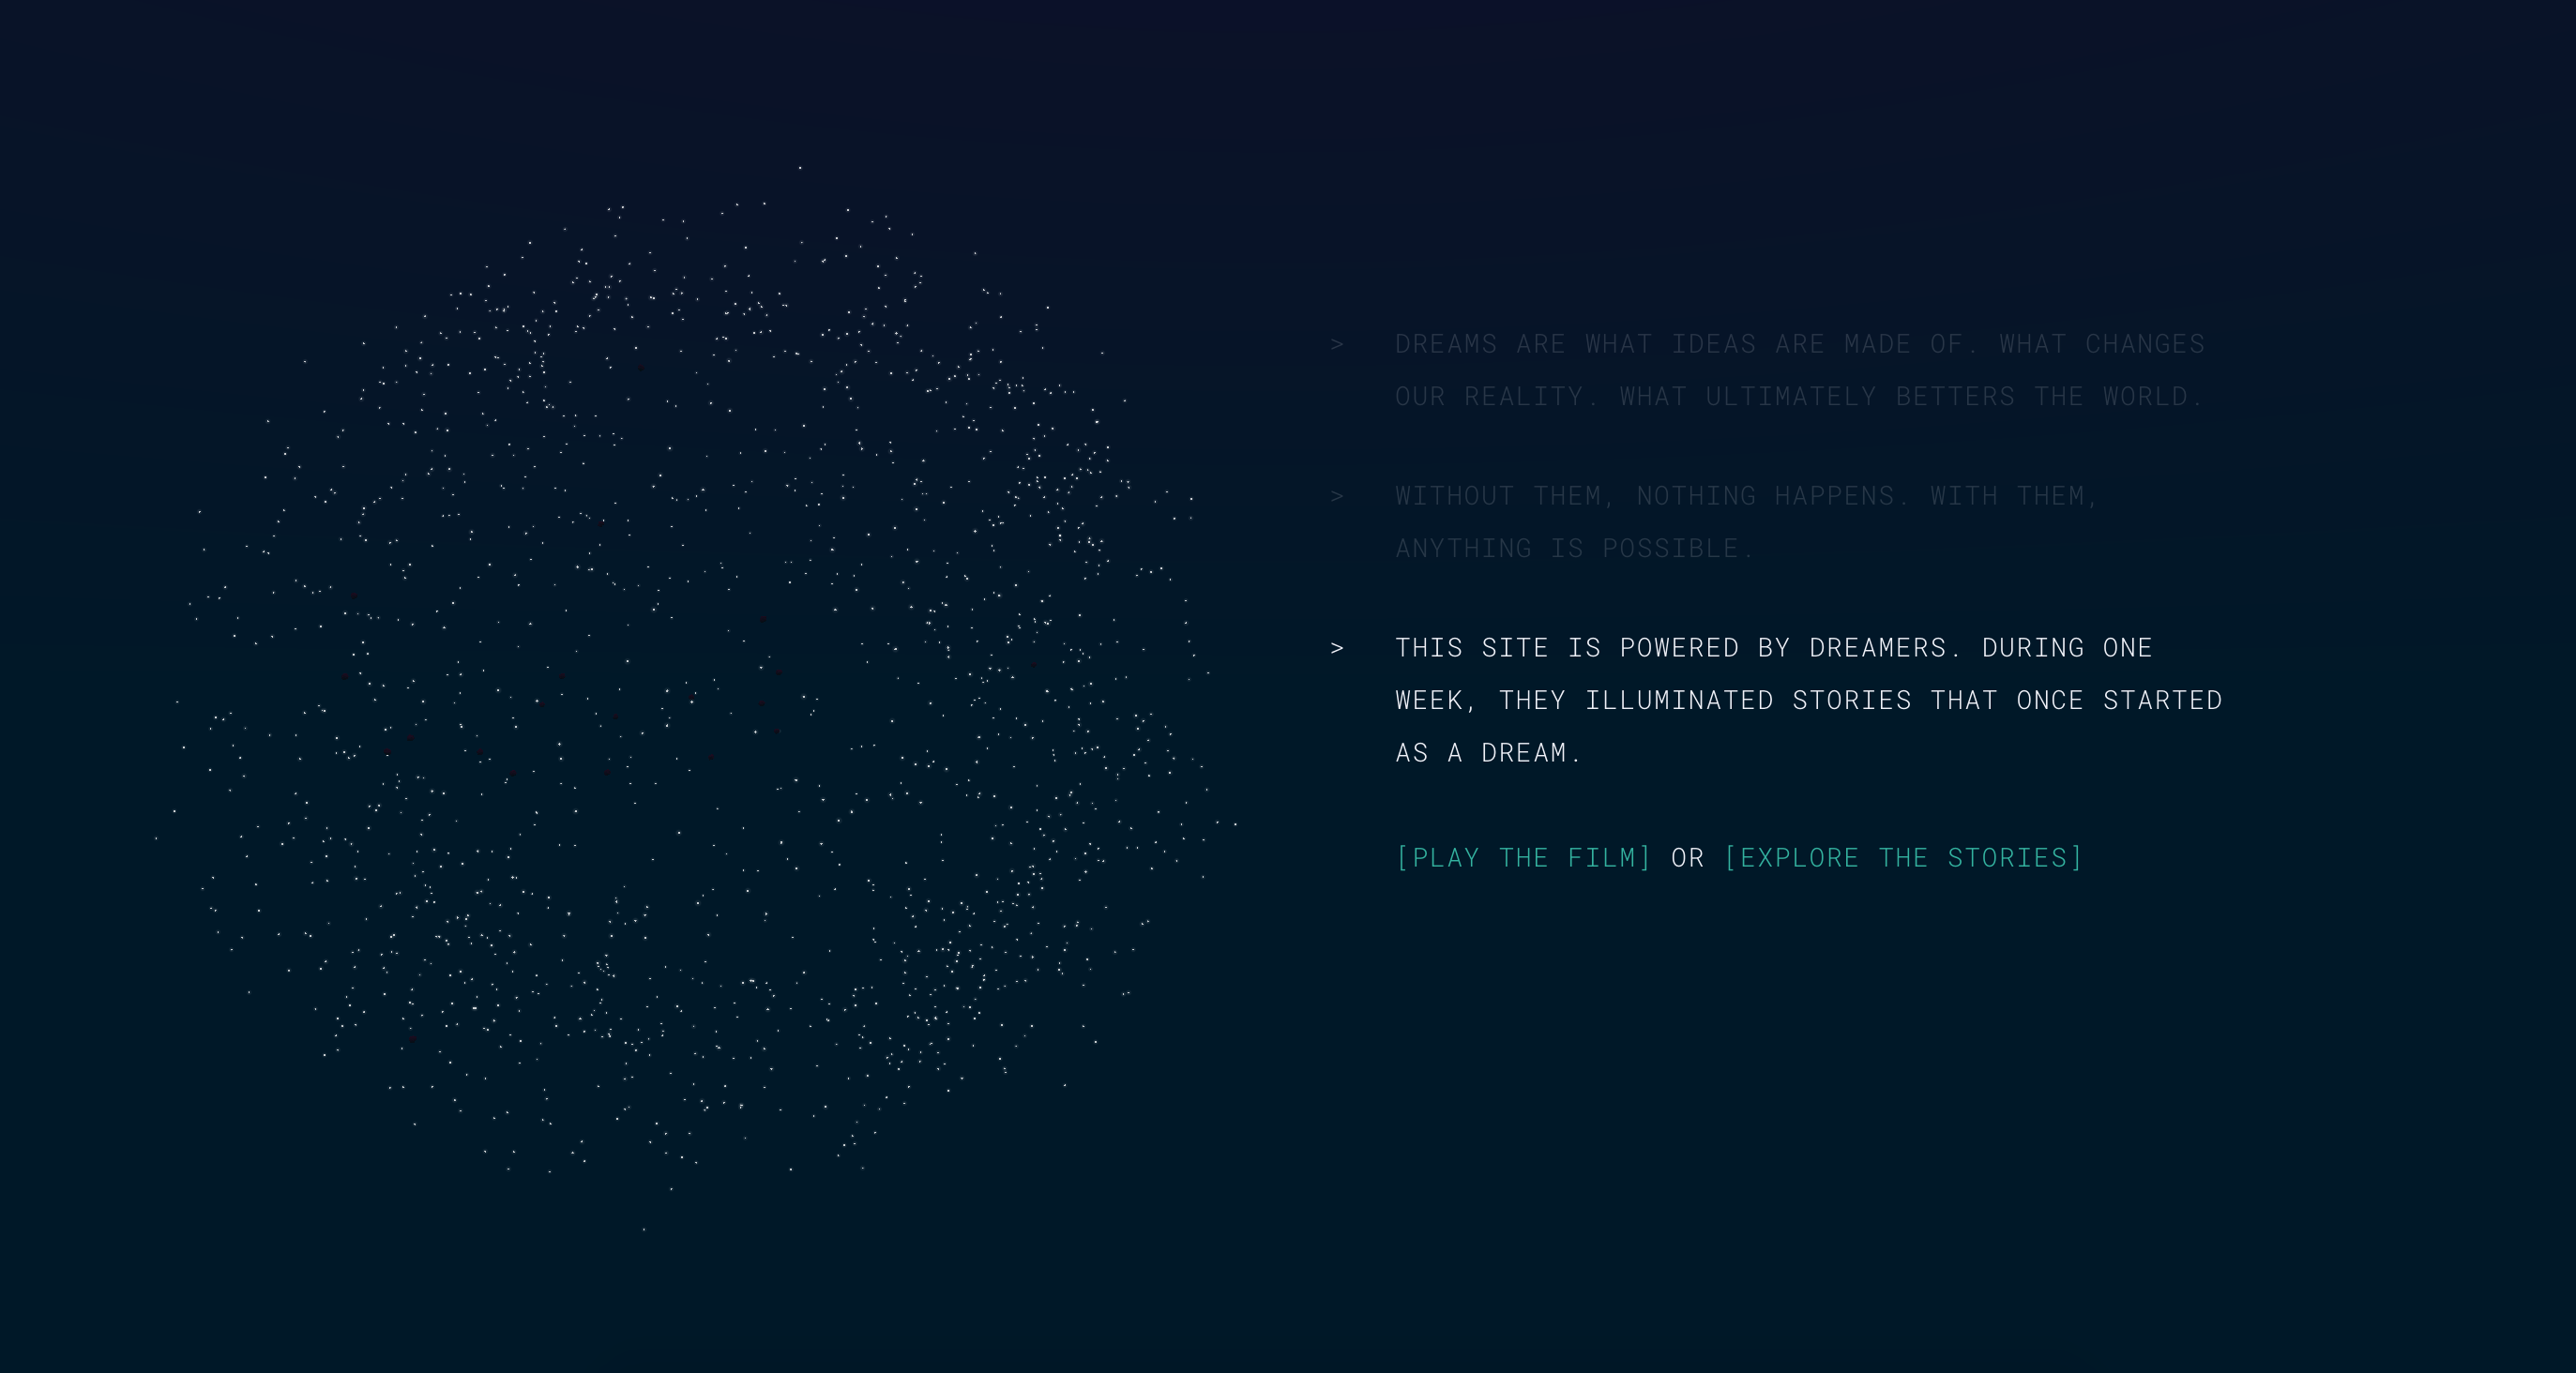 > DREAMS ARE WHAT IDEAS ARE MADE OF. WHAT CHANGES
OUR REALITY. WHAT ULTIMATELY BETTERS THE WORLD.
> WITHOUT THEM, NOTHING HAPPENS. WITH THEM,
ANYTHING IS POSSIBLE.
> THIS SITE IS POWERED BY DREAMERS. DURING ONE
WEEK, THEY ILLUMINATED STORIES THAT ONCE STARTED
AS A DREAM.
[PLAY THE FILM] OR [EXPLORE THE STORIES]